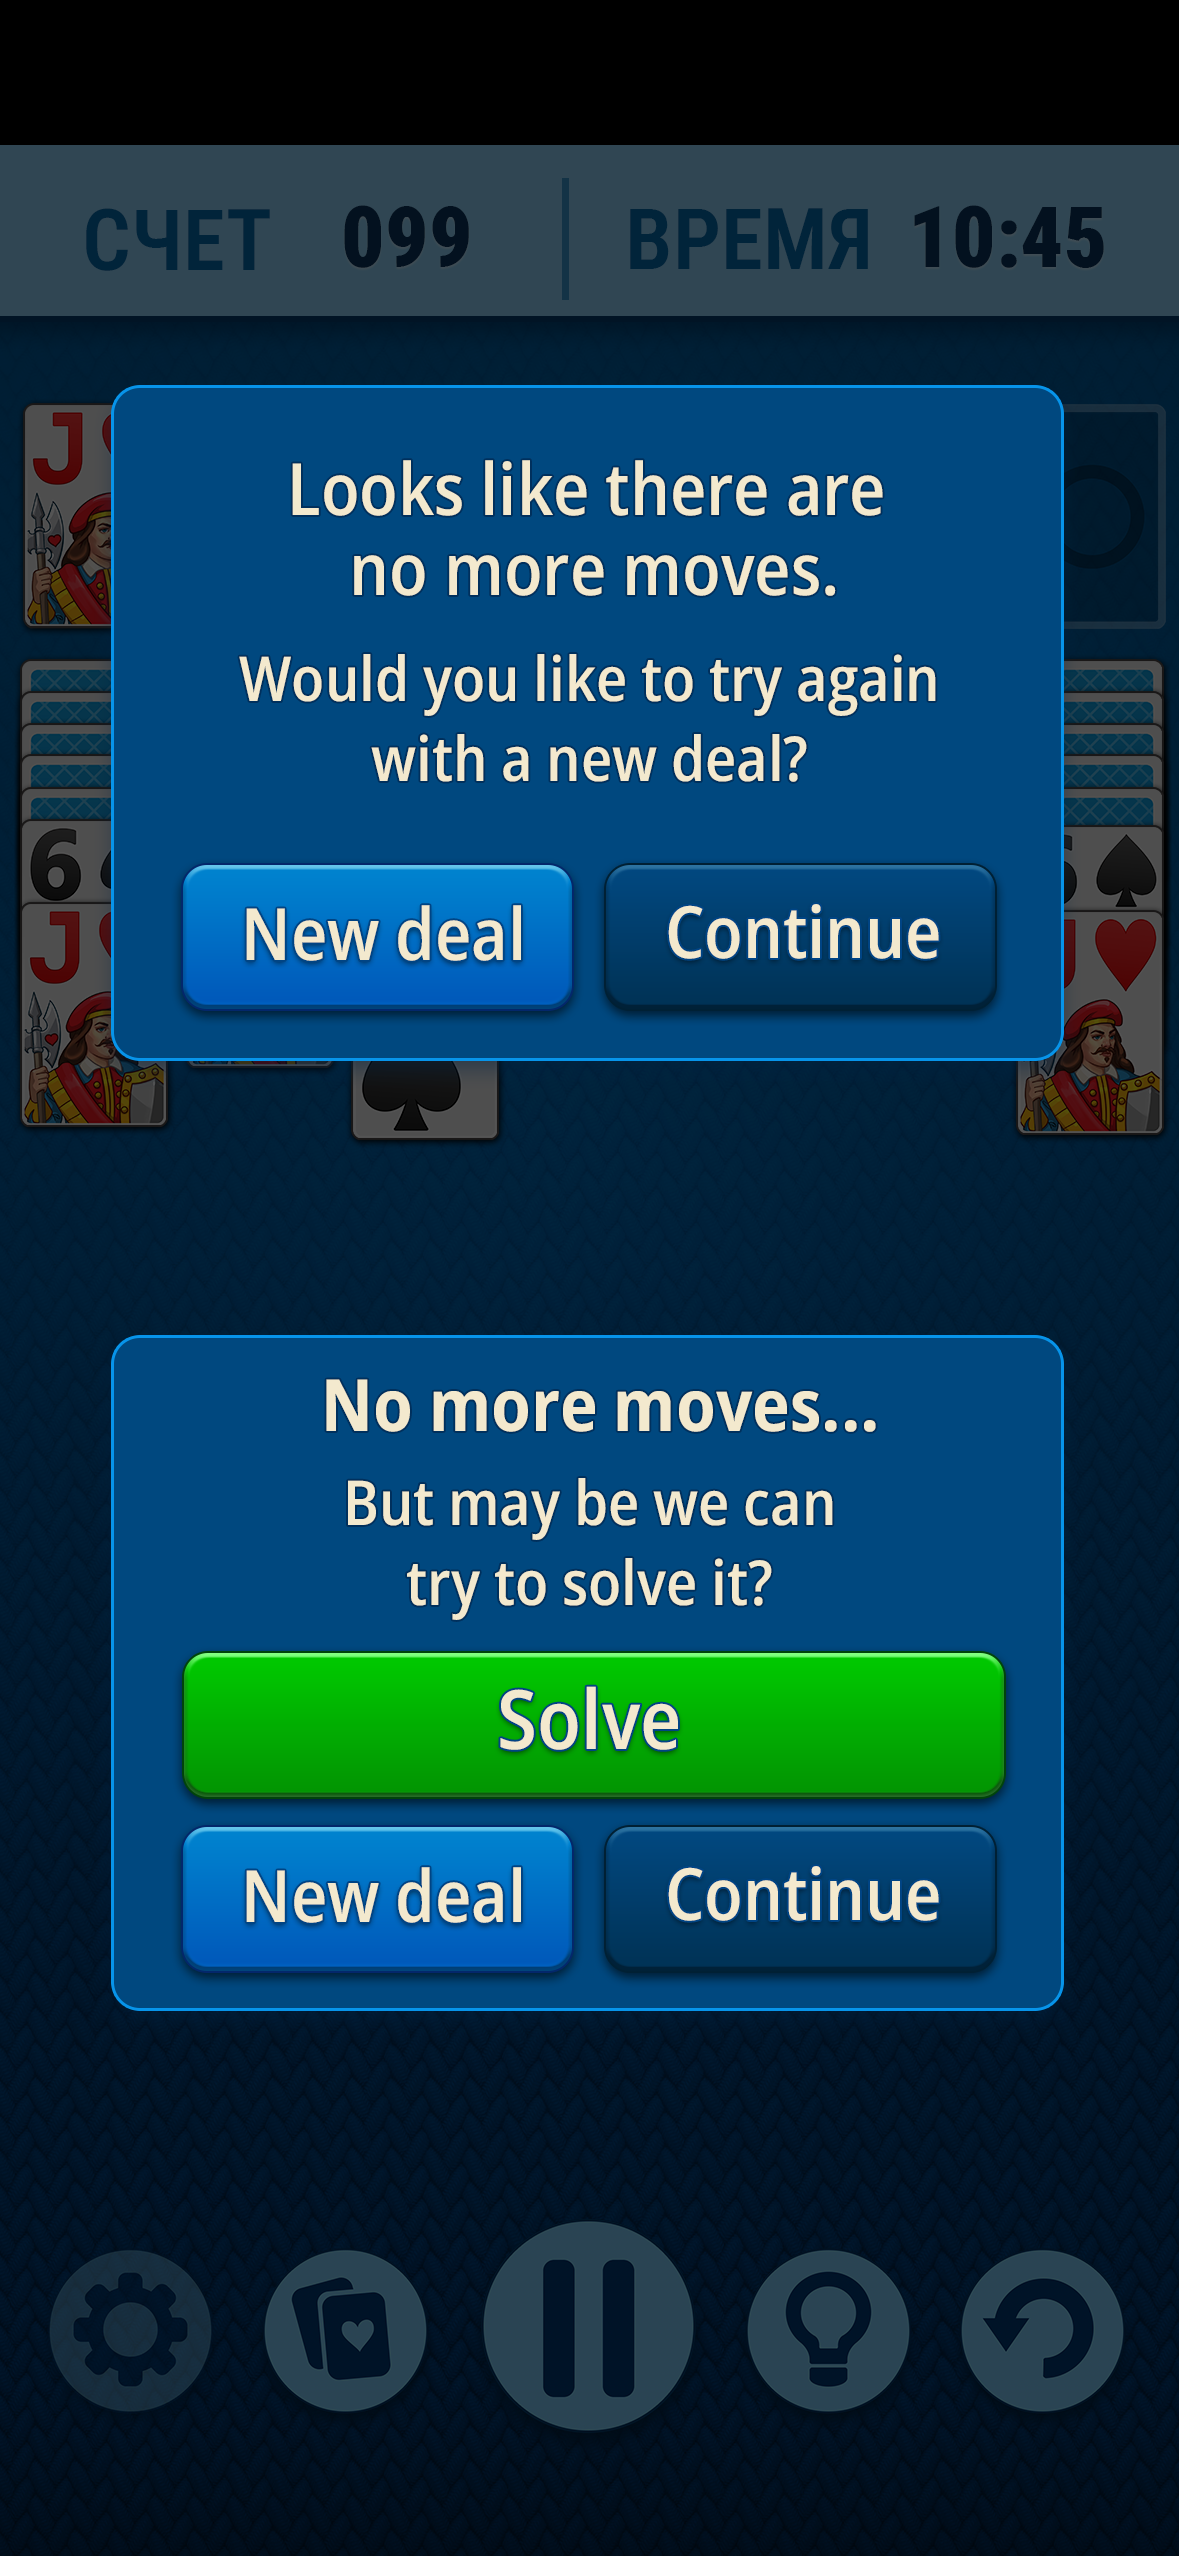 СЧЕТ 099 ВРЕМЯ 10:45
J
Looks like there are
no more moves.
Would you like to try again
with a new deal?
6
J
J
New deal Continue
No more moves...
But may be we can
try to solve it?
Solve
New deal Continue